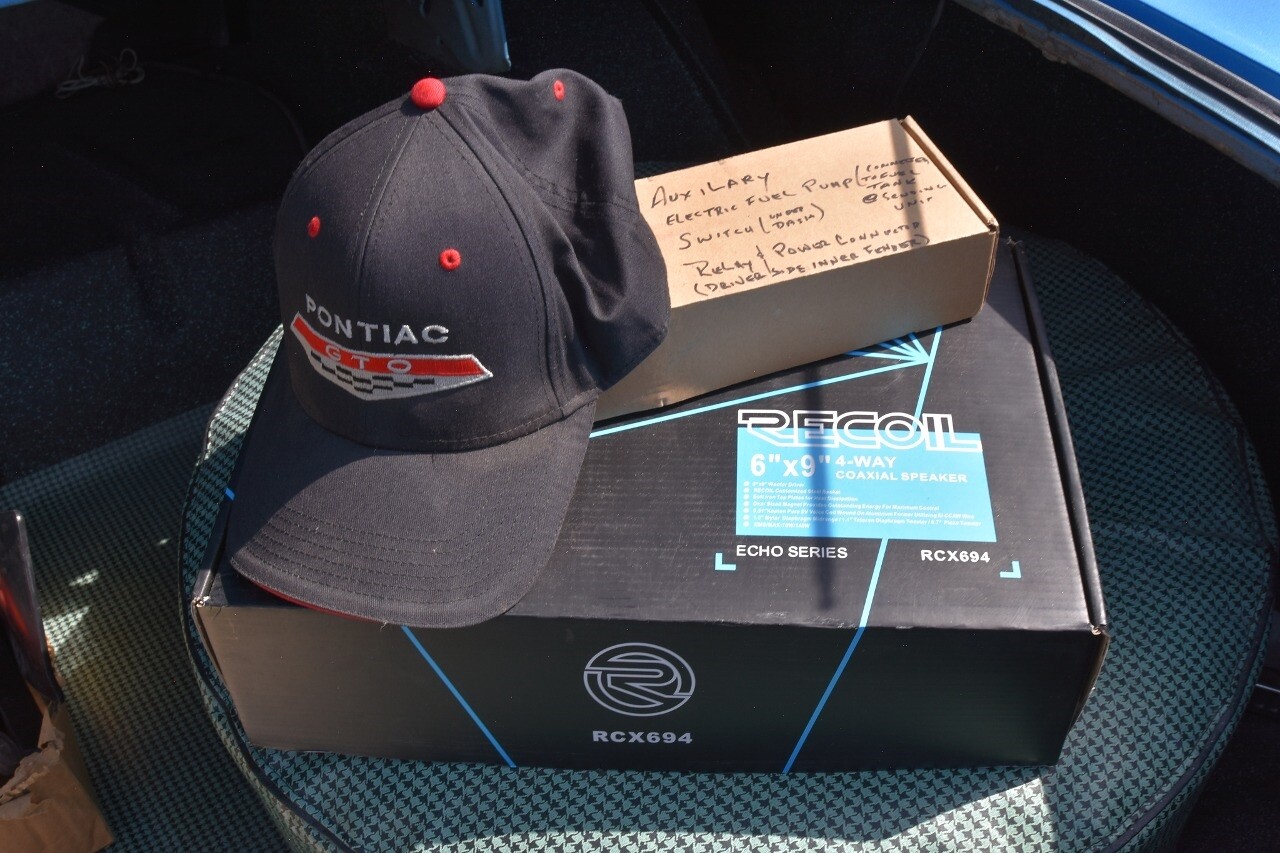 PONTIAC
GTO
AUXILARY
ELECTRIC FUEL PUMP (CONNECTED
TO FUEL
TANK
@ SENSING
UNIT
SWITCH (UNDER
DASH)
RELAY & POWER CONNECTED
(DRIVER SIDE INNER FENDER)
RECOIL
6"x9" 4-WAY
COAXIAL SPEAKER
ECHO SERIES RCX694
RCX694